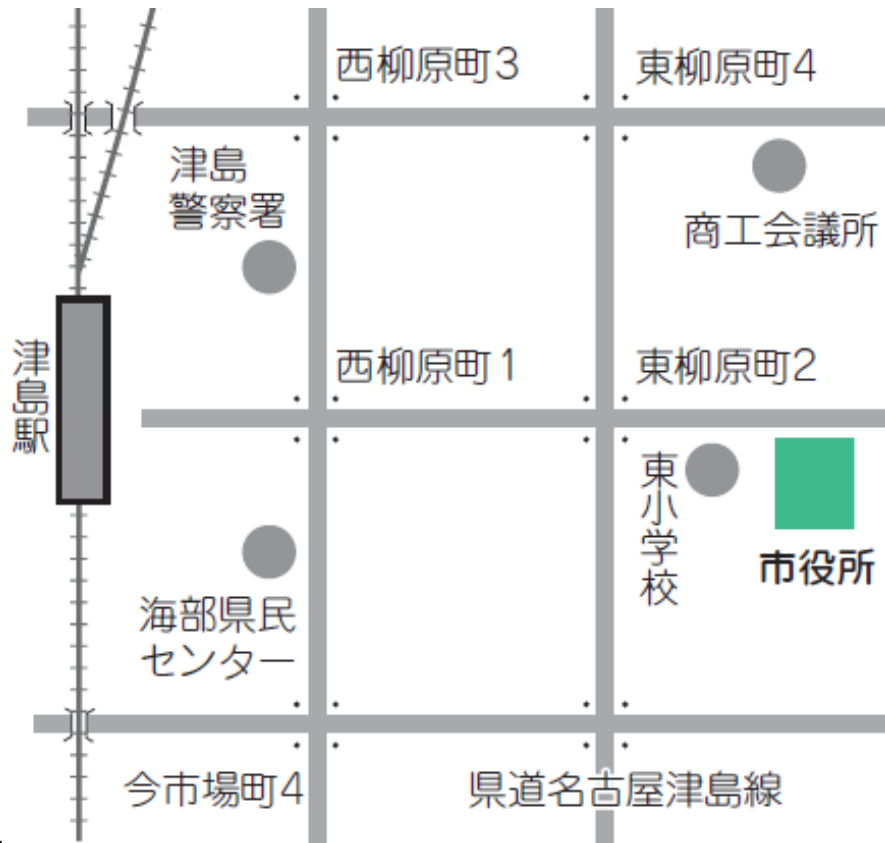 西柳原町3
東柳原町4
津島
警察署
商工会議所
津島駅
西柳原町1
東柳原町2
東小学校
市役所
海部県民
センター
今市場町4
県道名古屋津島線